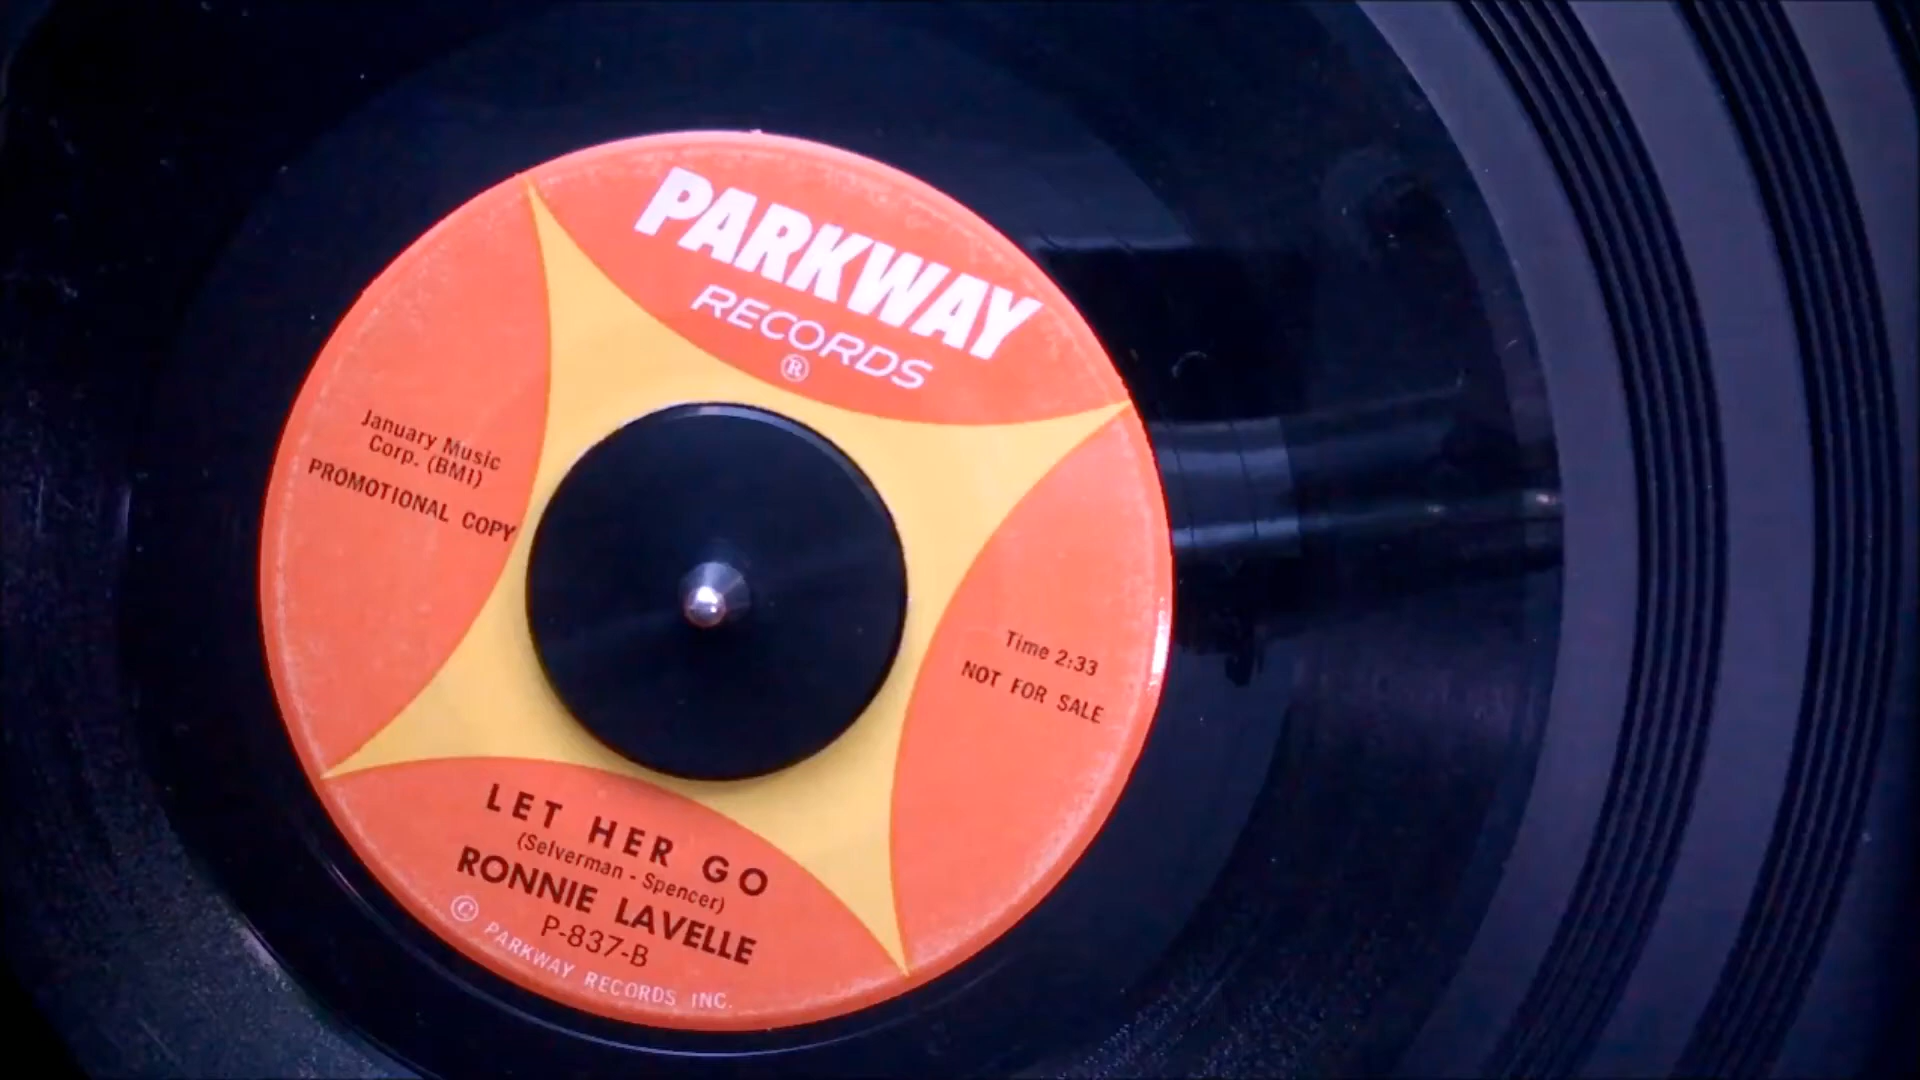 PARKWAY
RECORDS
®
January Music
Corp. (BMI)
PROMOTIONAL COPY
Time 2:33
NOT FOR SALE
LET HER GO
(Selverman - Spencer)
RONNIE LAVELLE
P-837-B
© PARKWAY RECORDS INC.